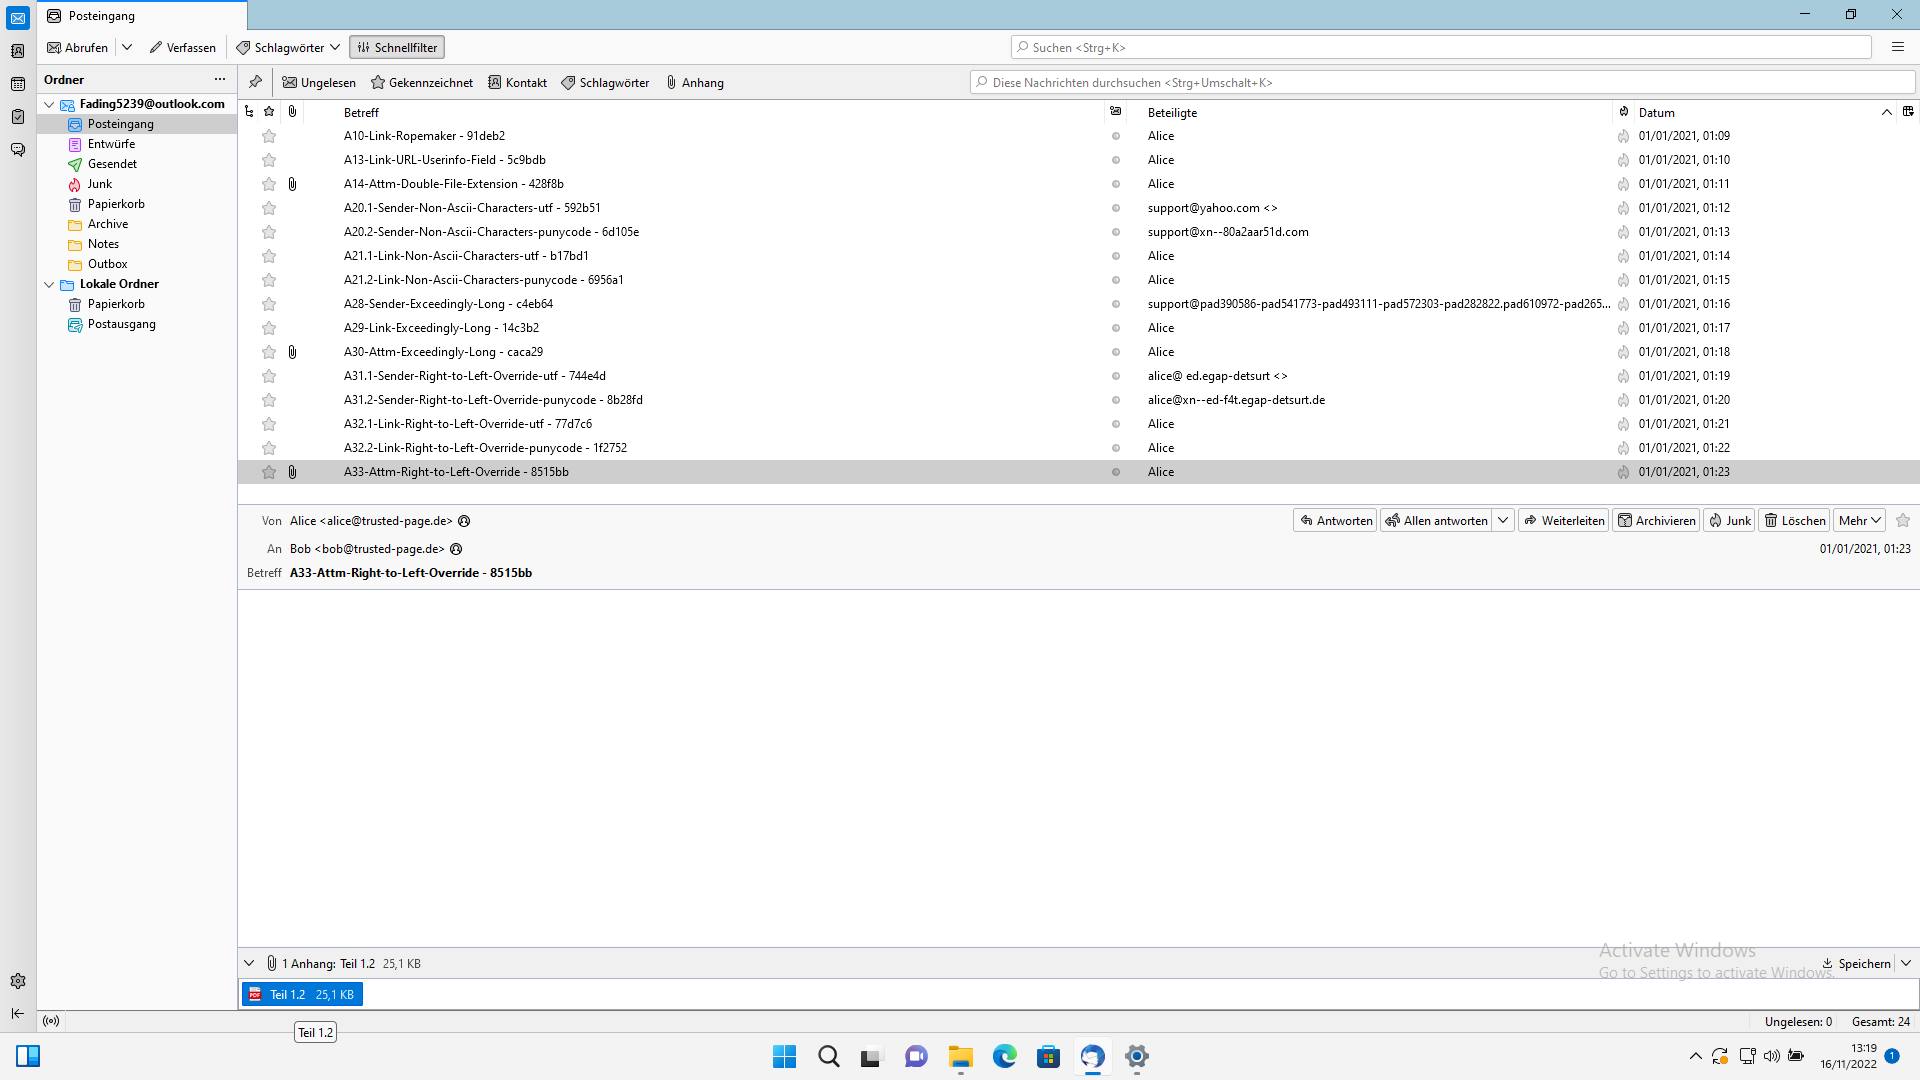 Posteingang
Abrufen Verfassen Schlagwörter Schnellfilter Suchen <Strg+K>
Ordner ... Ungelesen Gekennzeichnet Kontakt Schlagwörter Anhang Diese Nachrichten durchsuchen <Strg+Umschalt+K>
Fading5239@outlook.com
Posteingang
Entwürfe
Gesendet
Junk
Papierkorb
Archive
Notes
Outbox
Lokale Ordner
Papierkorb
Postausgang
Betreff Beteiligte Datum
A10-Link-Ropemaker - 91deb2 Alice 01/01/2021, 01:09
A13-Link-URL-Userinfo-Field - 5c9bdb Alice 01/01/2021, 01:10
A14-Attm-Double-File-Extension - 428f8b Alice 01/01/2021, 01:11
A20.1-Sender-Non-Ascii-Characters-utf - 592b51 support@yahoo.com <> 01/01/2021, 01:12
A20.2-Sender-Non-Ascii-Characters-punycode - 6d105e support@xn--80a2aar51d.com 01/01/2021, 01:13
A21.1-Link-Non-Ascii-Characters-utf - b17bd1 Alice 01/01/2021, 01:14
A21.2-Link-Non-Ascii-Characters-punycode - 6956a1 Alice 01/01/2021, 01:15
A28-Sender-Exceedingly-Long - c4eb64 support@pad390586-pad541773-pad493111-pad572303-pad282822.pad610972-pad265... 01/01/2021, 01:16
A29-Link-Exceedingly-Long - 14c3b2 Alice 01/01/2021, 01:17
A30-Attm-Exceedingly-Long - caca29 Alice 01/01/2021, 01:18
A31.1-Sender-Right-to-Left-Override-utf - 744e4d alice@ ed.egap-detsurt <> 01/01/2021, 01:19
A31.2-Sender-Right-to-Left-Override-punycode - 8b28fd alice@xn--ed-f4t.egap-detsurt.de 01/01/2021, 01:20
A32.1-Link-Right-to-Left-Override-utf - 77d7c6 Alice 01/01/2021, 01:21
A32.2-Link-Right-to-Left-Override-punycode - 1f2752 Alice 01/01/2021, 01:22
A33-Attm-Right-to-Left-Override - 8515bb Alice 01/01/2021, 01:23
Von Alice <alice@trusted-page.de> Antworten Allen antworten Weiterleiten Archivieren Junk Löschen Mehr
An Bob <bob@trusted-page.de> 01/01/2021, 01:23
Betreff A33-Attm-Right-to-Left-Override - 8515bb
Activate Windows
1 Anhang: Teil 1.2 25,1 KB Speichern
Go to Settings to activate Windows.
PDF Teil 1.2 25,1 KB
Ungelesen: 0 Gesamt: 24
Teil 1.2
13:19
16/11/2022 1